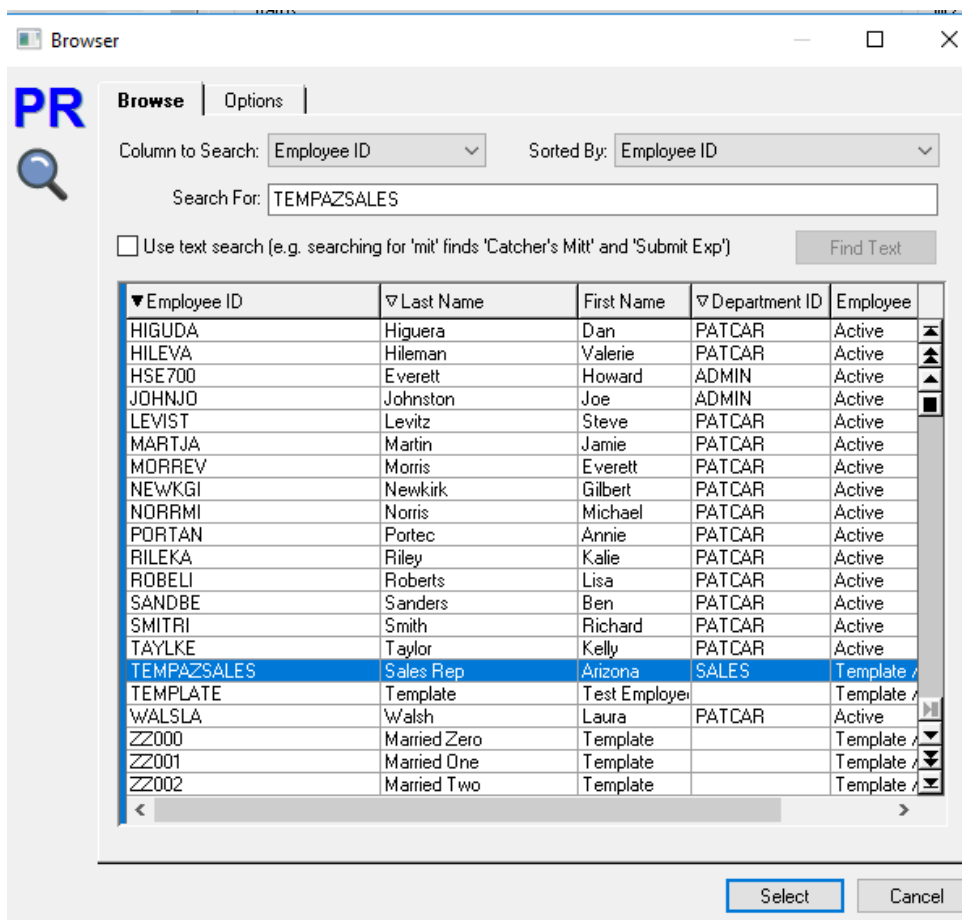 Browser
PR
Browse Options
Column to Search: Employee ID Sorted By: Employee ID
Search For: TEMPAZSALES
Use text search (e.g. searching for 'mit' finds 'Catcher's Mitt' and 'Submit Exp') Find Text
Employee ID Last Name First Name Department ID Employee
HIGUDA Higuera Dan PATCAR Active
HILEVA Hileman Valerie PATCAR Active
HSE700 Everett Howard ADMIN Active
JOHNJO Johnston Joe ADMIN Active
LEVIST Levitz Steve PATCAR Active
MARTJA Martin Jamie PATCAR Active
MORREV Morris Everett PATCAR Active
NEWKGI Newkirk Gilbert PATCAR Active
NORRMI Norris Michael PATCAR Active
PORTAN Portec Annie PATCAR Active
RILEKA Riley Kalie PATCAR Active
ROBELI Roberts Lisa PATCAR Active
SANDBE Sanders Ben PATCAR Active
SMITRI Smith Richard PATCAR Active
TAYLKE Taylor Kelly PATCAR Active
TEMPAZSALES Sales Rep Arizona SALES Template
TEMPLATE Template Test Employe Template
WALSLA Walsh Laura PATCAR Active
ZZ000 Married Zero Template Template
ZZ001 Married One Template Template
ZZ002 Married Two Template Template
Select Cancel